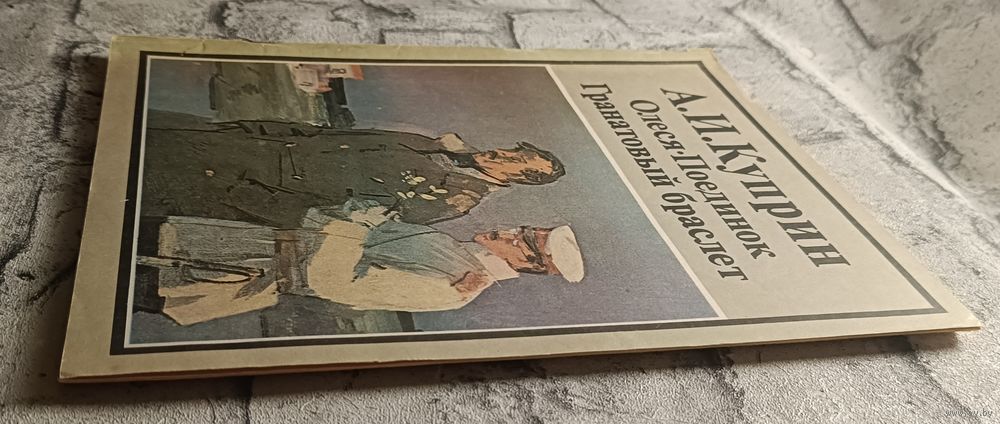 А.И.Куприн
Олеся·Поединок
Гранатовый браслет